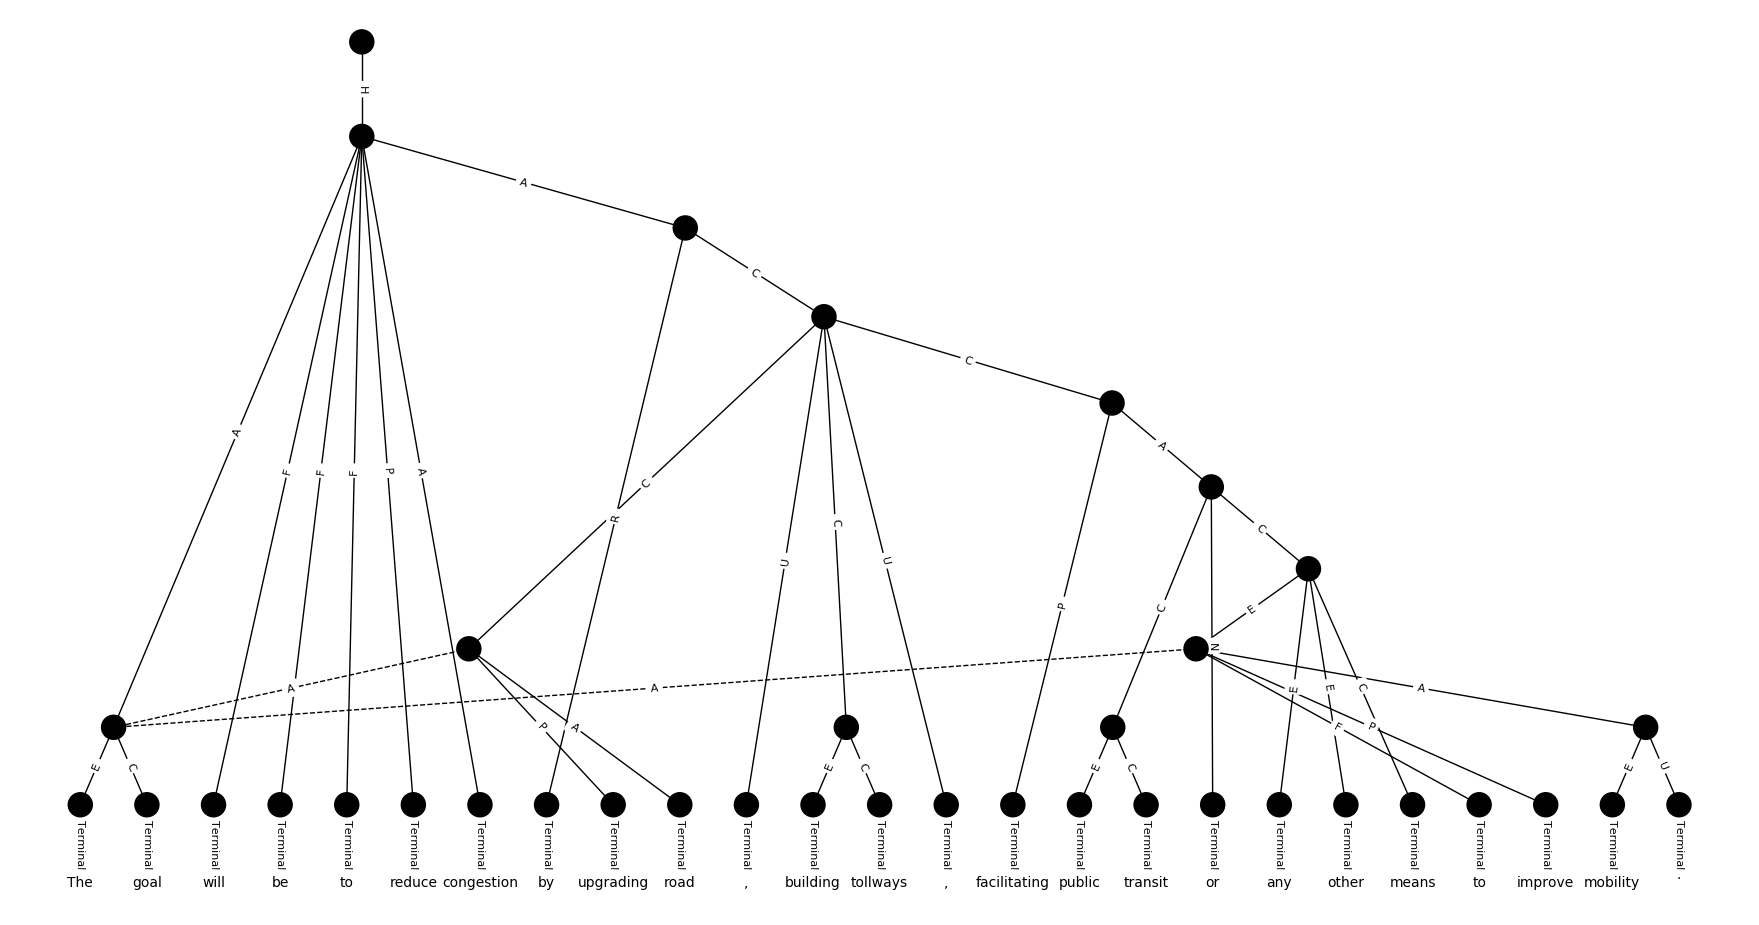 H
A
C
C
A
A
F
F
F
P
A
C
R
U
C
U
P
C
C
E
N
A
A
P
A
E
E
C
F
P
A
E
C
E
C
E
C
E
U
Terminal Terminal Terminal Terminal Terminal Terminal Terminal Terminal Terminal Terminal Terminal Terminal Terminal Terminal Terminal Terminal Terminal Terminal Terminal Terminal Terminal Terminal Terminal Terminal Terminal
The goal will be to reduce congestion by upgrading road , building tollways , facilitating public transit or any other means to improve mobility .